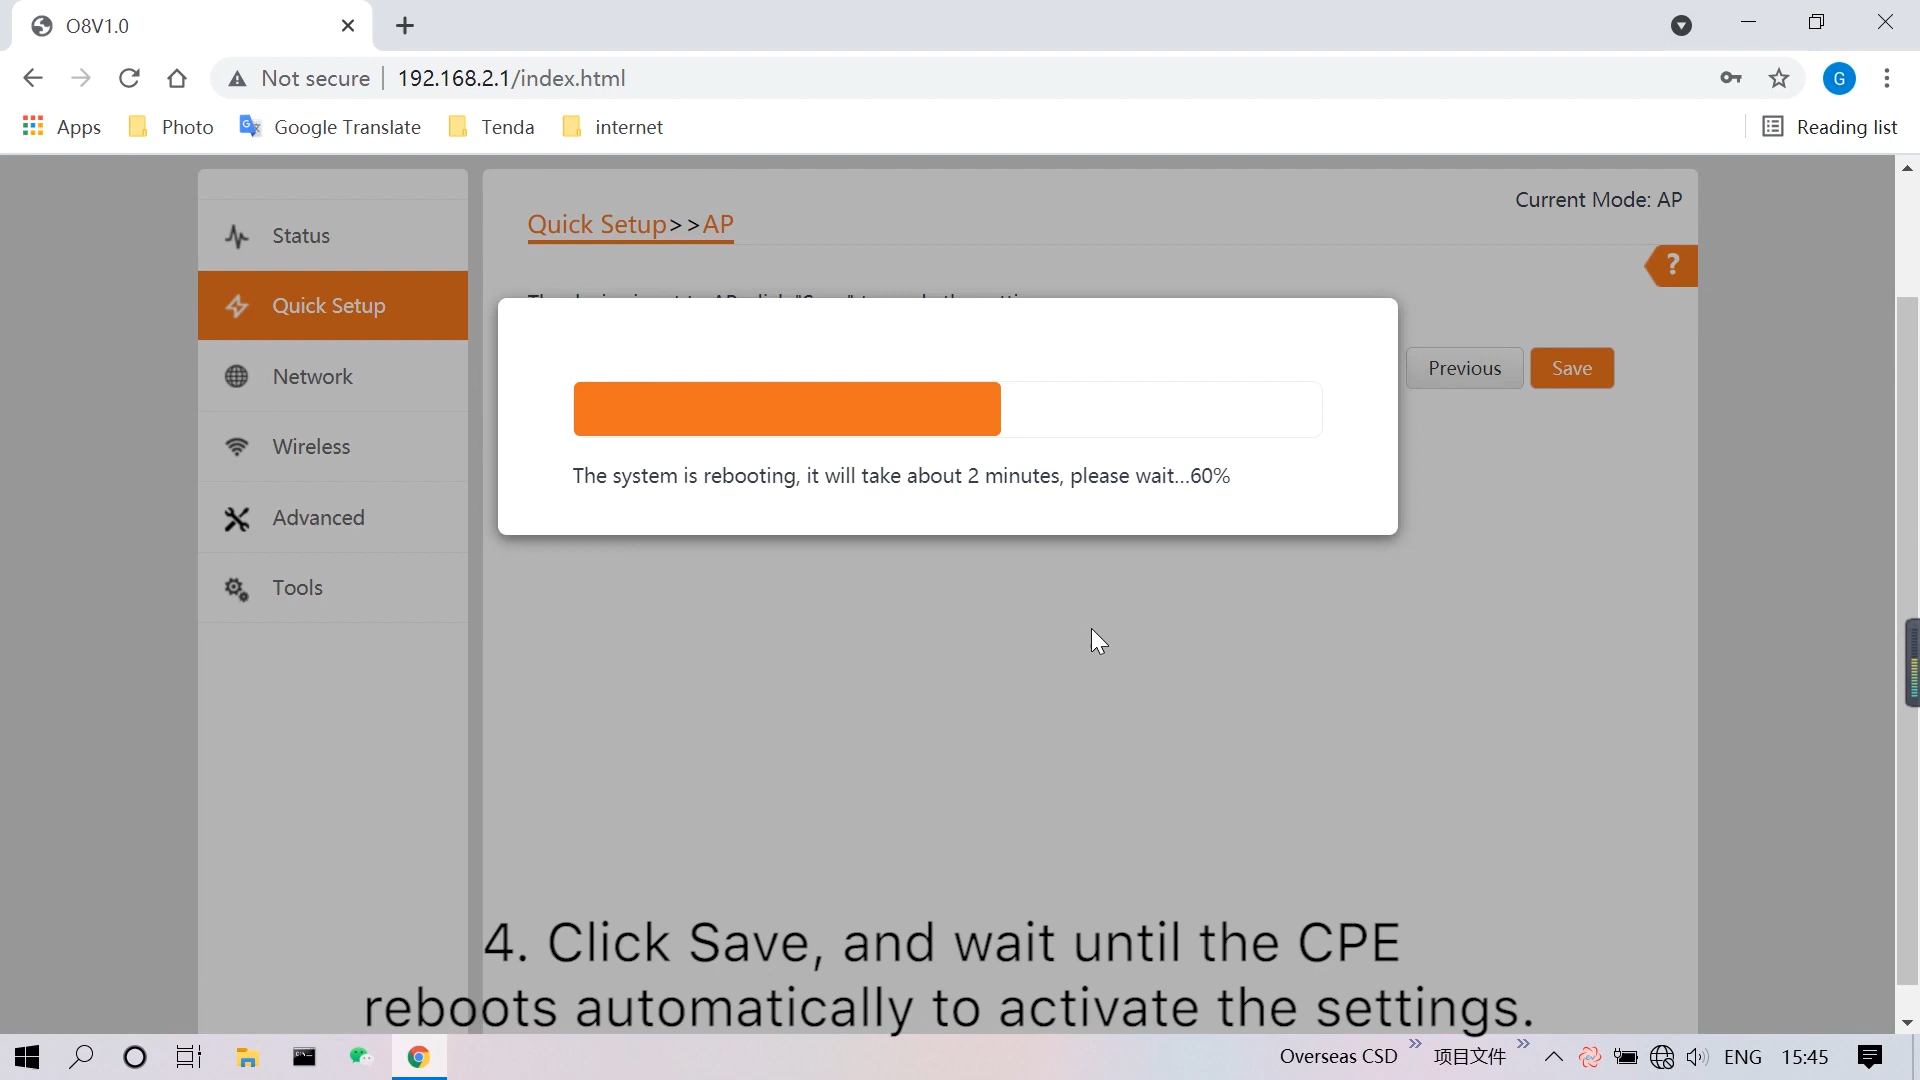 O8V1.0
Not secure
192.168.2.1/index.html
G
Apps
Photo
Google Translate
Tenda
internet
Reading list
Current Mode: AP
Quick Setup>>AP
?
Status
Quick Setup
Network
Wireless
Advanced
Tools
Previous
Save
The system is rebooting, it will take about 2 minutes, please wait...60%
4. Click Save, and wait until the CPE
reboots automatically to activate the settings.
Overseas CSD
项目文件
ENG
15:45